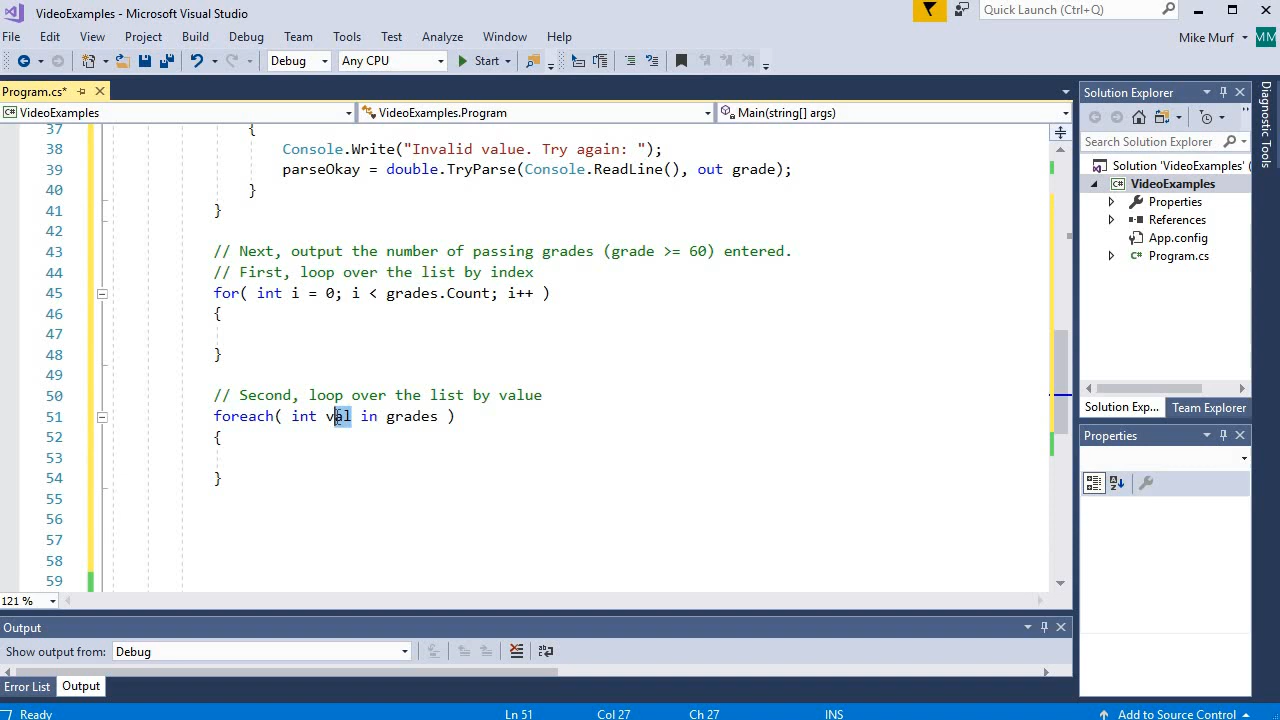 VideoExamples - Microsoft Visual Studio
Quick Launch (Ctrl+Q)
File Edit View Project Build Debug Team Tools Test Analyze Window Help
Mike Murf MM
Debug Any CPU Start
Program.cs*
VideoExamples VideoExamples.Program Main(string[] args)
37 {
38 Console.Write("Invalid value. Try again: ");
39 parseOkay = double.TryParse(Console.ReadLine(), out grade);
40 }
41 }
42
43 // Next, output the number of passing grades (grade >= 60) entered.
44 // First, loop over the list by index
45 for( int i = 0; i < grades.Count; i++ )
46 {
47
48 }
49
50 // Second, loop over the list by value
51 foreach( int val in grades )
52 {
53
54 }
55
56
57
58
59
121 %
Solution Explorer
Search Solution Explorer
Solution 'VideoExamples' (
VideoExamples
Properties
References
App.config
Program.cs
Solution Exp... Team Explorer
Properties
Diagnostic Tools
Output
Show output from: Debug
Error List Output
Ready Ln 51 Col 27 Ch 27 INS Add to Source Control